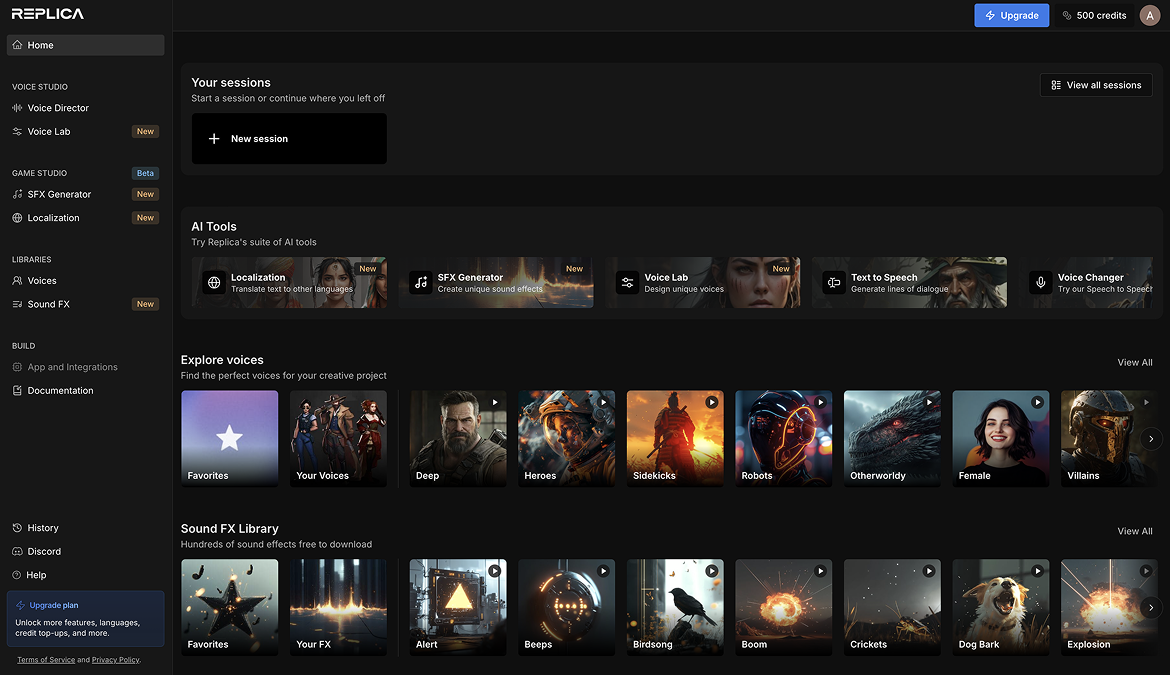 REPLICA
Upgrade
500 credits
A
Home
VOICE STUDIO
Voice Director
Voice Lab
New
GAME STUDIO
Beta
SFX Generator
New
Localization
New
LIBRARIES
Voices
Sound FX
New
BUILD
App and Integrations
Documentation
History
Discord
Help
Upgrade plan
Unlock more features, languages,
credit top-ups, and more.
Terms of Service and Privacy Policy.
Your sessions
Start a session or continue where you left off
View all sessions
New session
AI Tools
Try Replica's suite of AI tools
Localization
New
Translate text to other languages
SFX Generator
New
Create unique sound effects
Voice Lab
New
Design unique voices
Text to Speech
Generate lines of dialogue
Voice Changer
Try our Speech to Speech
Explore voices
Find the perfect voices for your creative project
View All
Favorites
Your Voices
Deep
Heroes
Sidekicks
Robots
Otherworldy
Female
Villains
Sound FX Library
Hundreds of sound effects free to download
View All
Favorites
Your FX
Alert
Beeps
Birdsong
Boom
Crickets
Dog Bark
Explosion